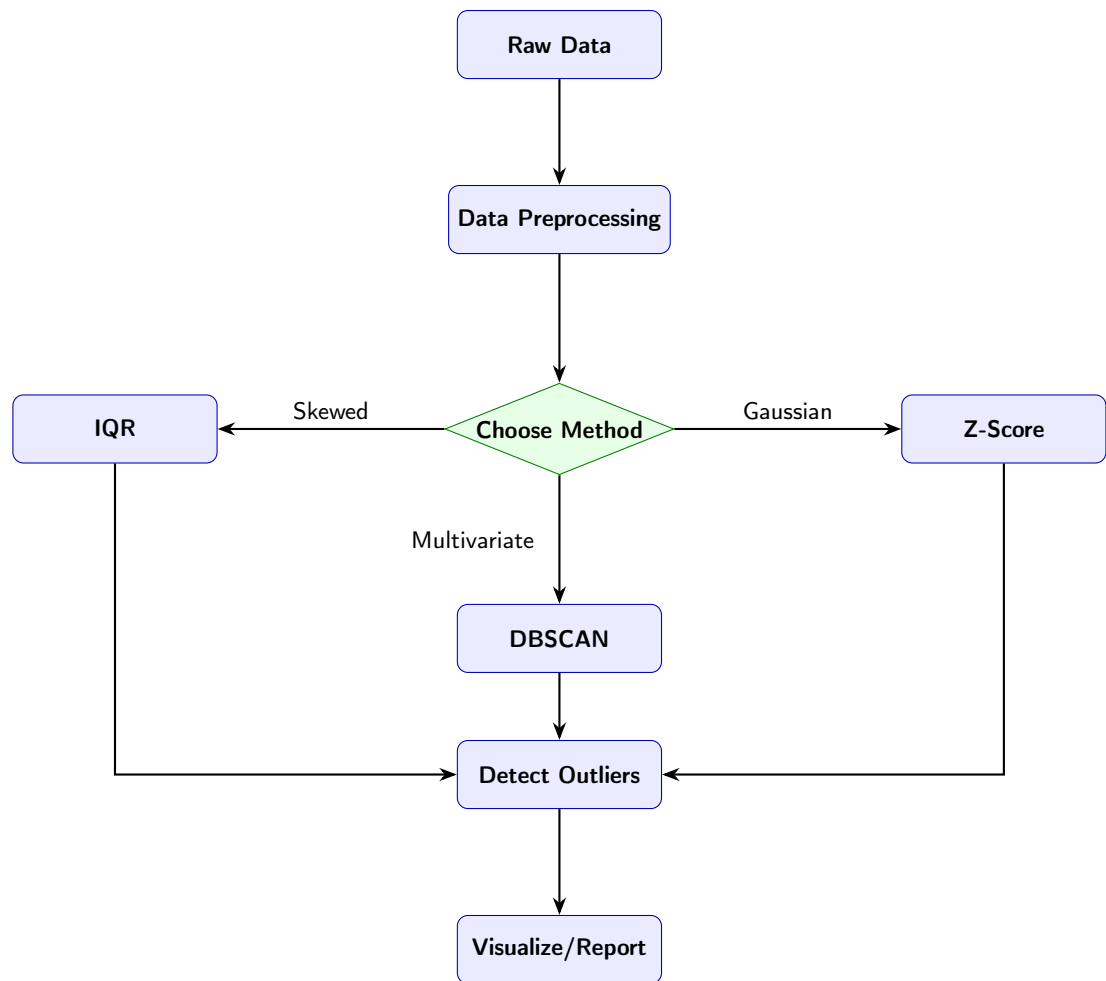 Raw Data
Data Preprocessing
Skewed
Gaussian
IQR
Choose Method
Z-Score
Multivariate
DBSCAN
Detect Outliers
Visualize/Report